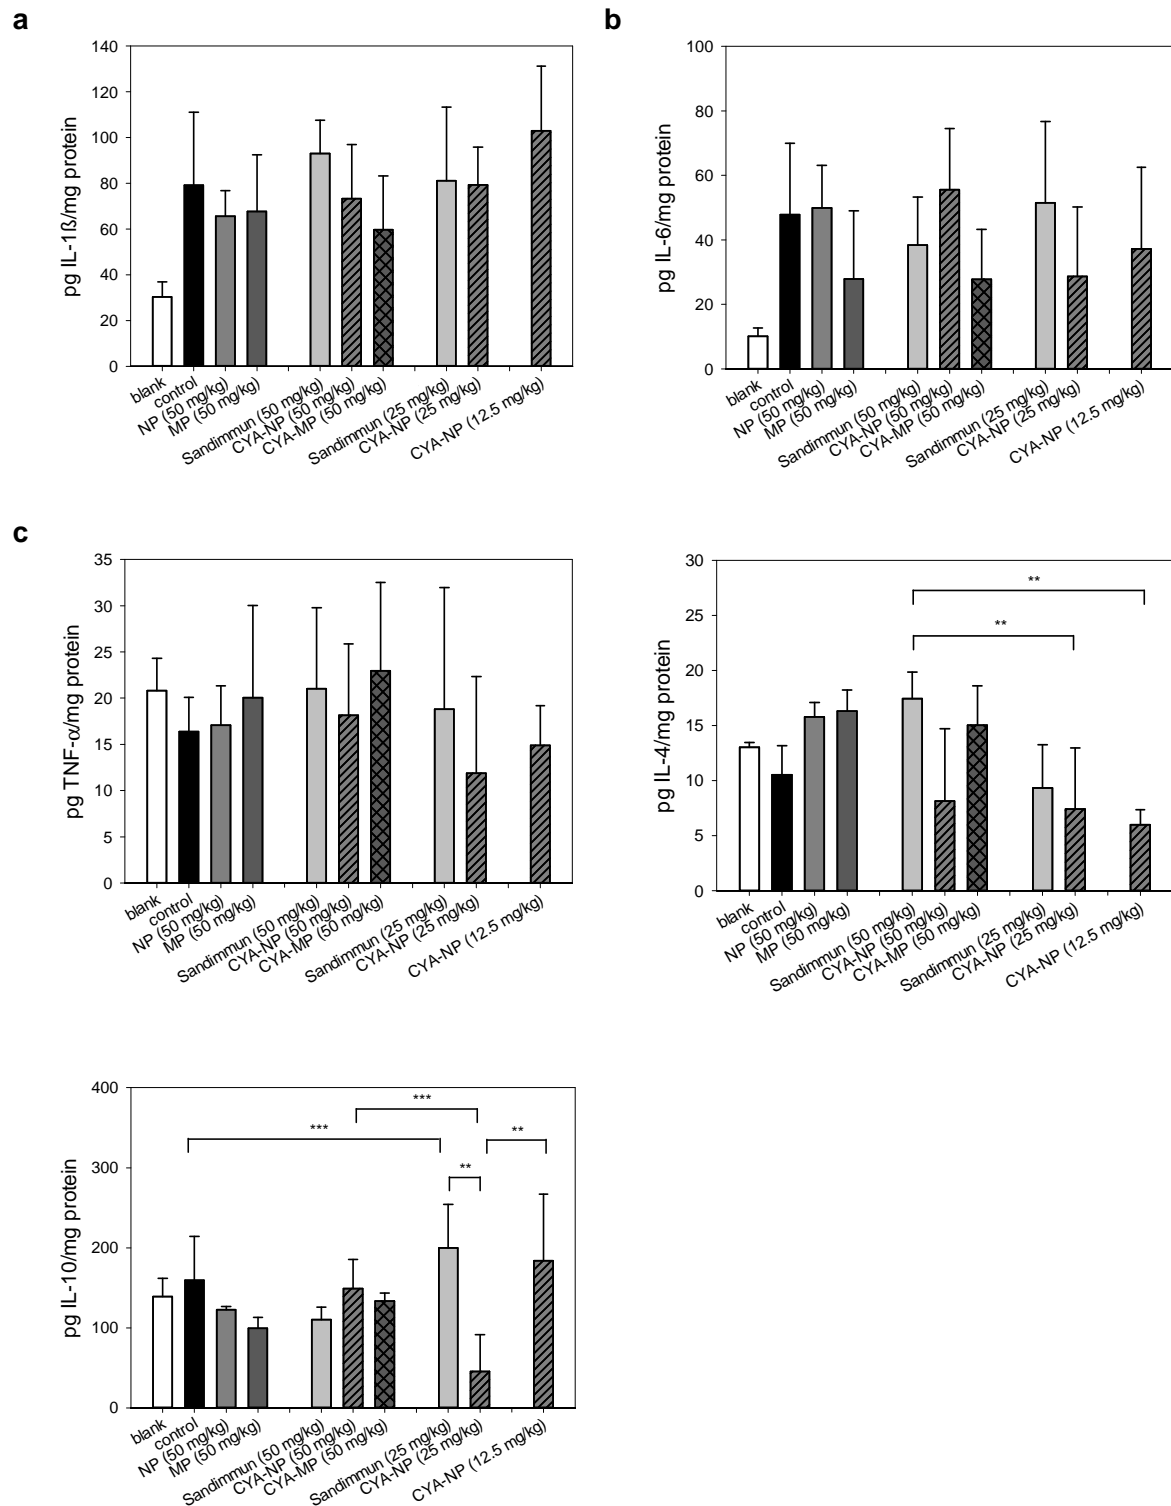 a
pg IL-1ß/mg protein
140
120
100
80
60
40
20
0
blank
control
NP (50 mg/kg)
MP (50 mg/kg)
Sandimmun (50 mg/kg)
CYA-NP (50 mg/kg)
CYA-MP (50 mg/kg)
Sandimmun (25 mg/kg)
CYA-NP (25 mg/kg)
CYA-NP (12.5 mg/kg)
b
pg IL-6/mg protein
100
80
60
40
20
0
blank
control
NP (50 mg/kg)
MP (50 mg/kg)
Sandimmun (50 mg/kg)
CYA-NP (50 mg/kg)
CYA-MP (50 mg/kg)
Sandimmun (25 mg/kg)
CYA-NP (25 mg/kg)
CYA-NP (12.5 mg/kg)
c
pg TNF-α/mg protein
35
30
25
20
15
10
5
0
blank
control
NP (50 mg/kg)
MP (50 mg/kg)
Sandimmun (50 mg/kg)
CYA-NP (50 mg/kg)
CYA-MP (50 mg/kg)
Sandimmun (25 mg/kg)
CYA-NP (25 mg/kg)
CYA-NP (12.5 mg/kg)
pg IL-4/mg protein
30
25
20
15
10
5
0
**
**
blank
control
NP (50 mg/kg)
MP (50 mg/kg)
Sandimmun (50 mg/kg)
CYA-NP (50 mg/kg)
CYA-MP (50 mg/kg)
Sandimmun (25 mg/kg)
CYA-NP (25 mg/kg)
CYA-NP (12.5 mg/kg)
pg IL-10/mg protein
400
300
200
100
0
***
***
**
**
blank
control
NP (50 mg/kg)
MP (50 mg/kg)
Sandimmun (50 mg/kg)
CYA-NP (50 mg/kg)
CYA-MP (50 mg/kg)
Sandimmun (25 mg/kg)
CYA-NP (25 mg/kg)
CYA-NP (12.5 mg/kg)